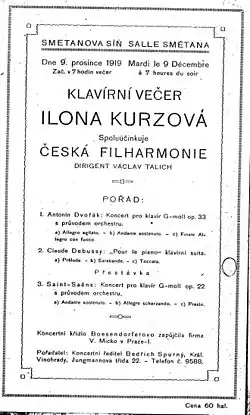 SMETANOVA SÍŇ SALLE SMÉTANA
Dne 9. prosince 1919 Mardi le 9 Décembre
Zač. v 7 hodin večer à 7 heures du soir
KLAVÍRNÍ VEČER
ILONA KURZOVÁ
Spoluúčinkuje
ČESKÁ FILHARMONIE
DIRIGENT VÁCLAV TALICH
POŘAD:
1. Antonín Dvořák: Koncert pro klavír G-moll op. 33
s průvodem orchestru.
a) Allegro agitato, - b) Andante sostenuto. - c) Finale Al-
legro con fuoco
2. Claude Debussy: „Pour le piano" klavírní suita.
a) Prélude - b) Sarabande. - c) Toccata.
Přestávka
3. Saint-Saëns: Koncert pro klavír G-moll op. 22
s průvodem orchestru.
a) Andante sostenuto. - b) Allegro scherzando. - c) Presto.
Koncertní křídlo Boesendorferovo zapůjčila firma
V. Micko v Praze-I.
Pořadatel: Koncertní ředitel Bedřich Spurný, Král.
Vinohrady, Jungmannova třída 22. - Telefon č. 9588.
Cena 60 hal.